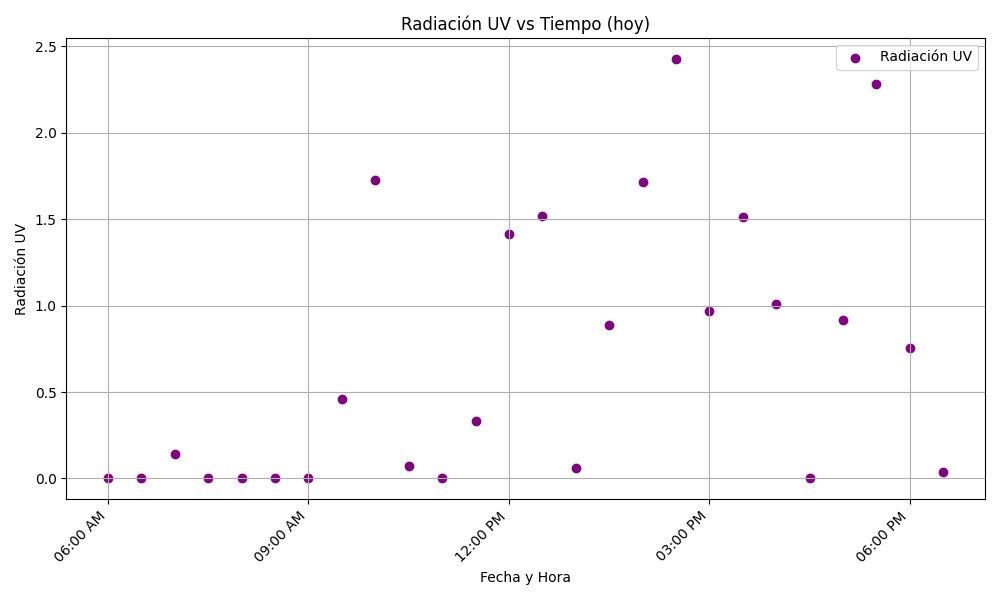 Radiación UV vs Tiempo (hoy)
Radiación UV
2.5
2.0
1.5
1.0
0.5
0.0
Radiación UV
06:00 AM
09:00 AM
12:00 PM
03:00 PM
06:00 PM
Fecha y Hora